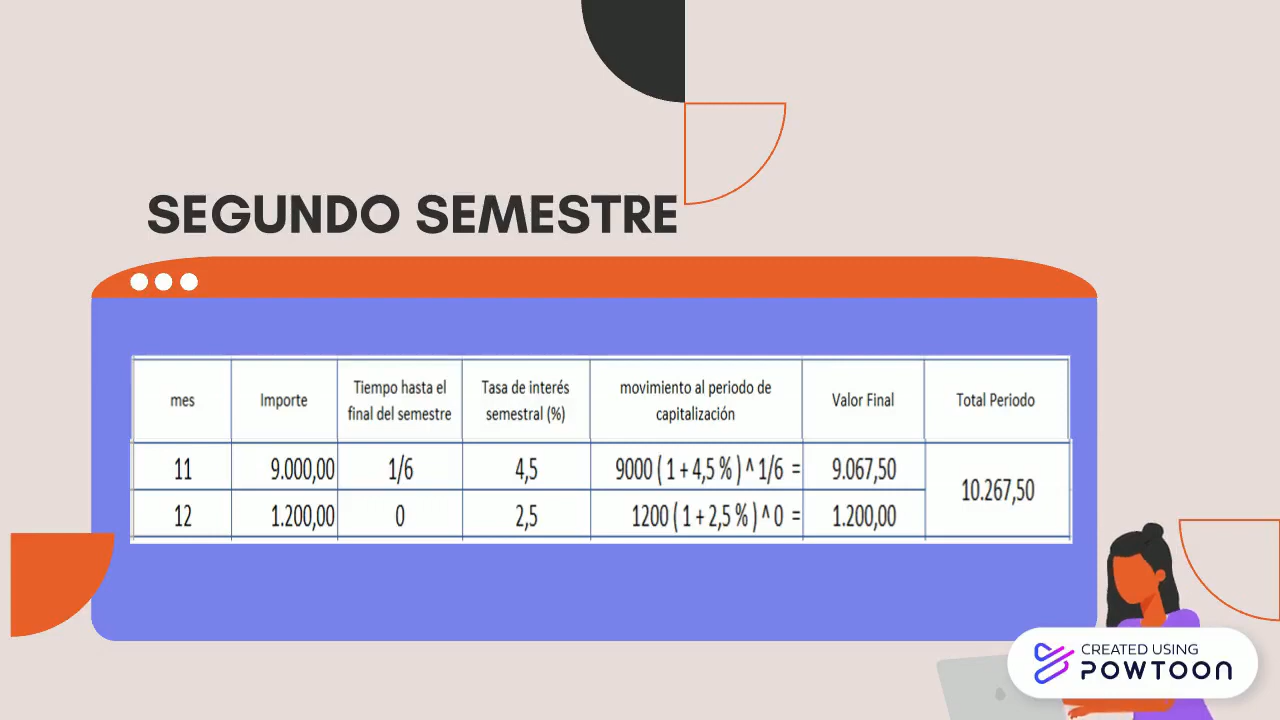 SEGUNDO SEMESTRE
mes Importe Tiempo hasta el final del semestre Tasa de interés semestral (%) movimiento al periodo de capitalización Valor Final Total Periodo
11 9.000,00 1/6 4,5 9000 ( 1 + 4,5 % ) ^ 1/6 = 9.067,50 10.267,50
12 1.200,00 0 2,5 1200 ( 1 + 2,5 % ) ^ 0 = 1.200,00
CREATED USING
POWTOON